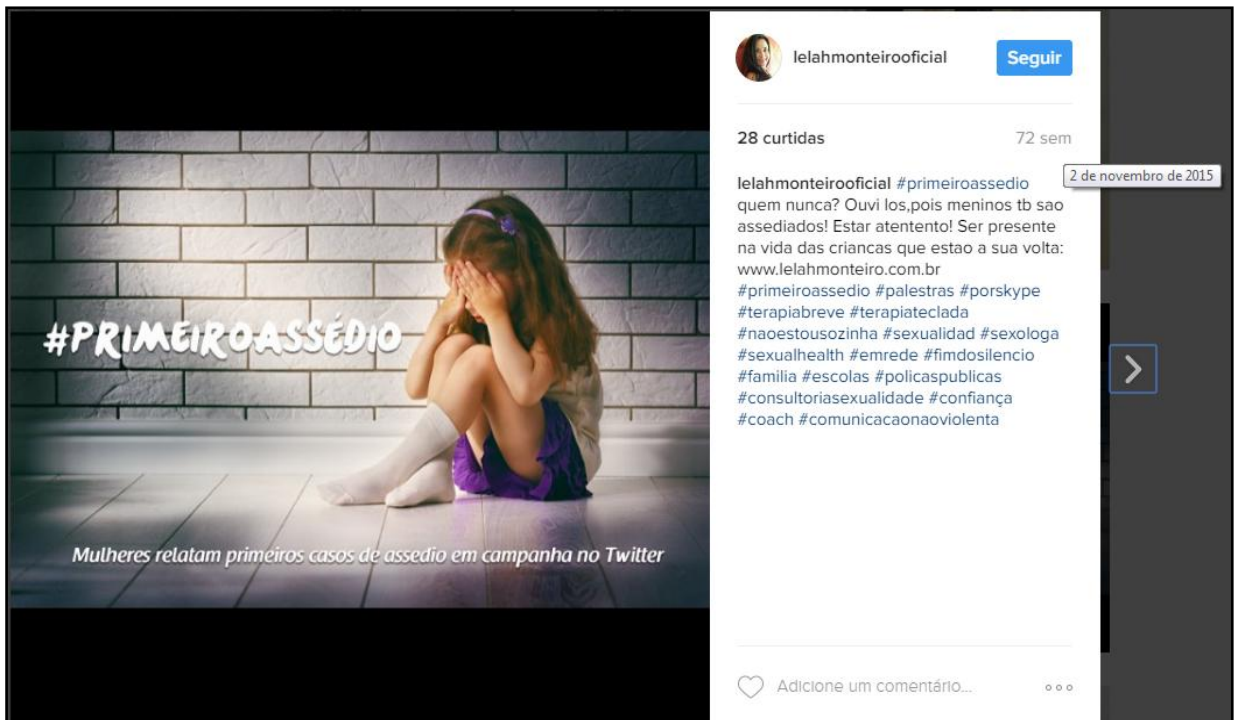 #PRIMEIROASSÉDIO
Mulheres relatam primeiros casos de assedio em campanha no Twitter
lelahmonteirooficial
Seguir
28 curtidas
72 sem
2 de novembro de 2015
lelahmonteirooficial #primeiroassedio
quem nunca? Ouvi los,pois meninos tb sao
assediados! Estar atentento! Ser presente
na vida das criancas que estao a sua volta:
www.lelahmonteiro.com.br
#primeiroassedio #palestras #porskype
#terapiabreve #terapiateclada
#naoestousozinha #sexualidad #sexologa
#sexualhealth #emrede #fimdosilencio
#familia #escolas #policaspublicas
#consultoriasexualidade #confiança
#coach #comunicacaonaoviolenta
Adicione um comentário...